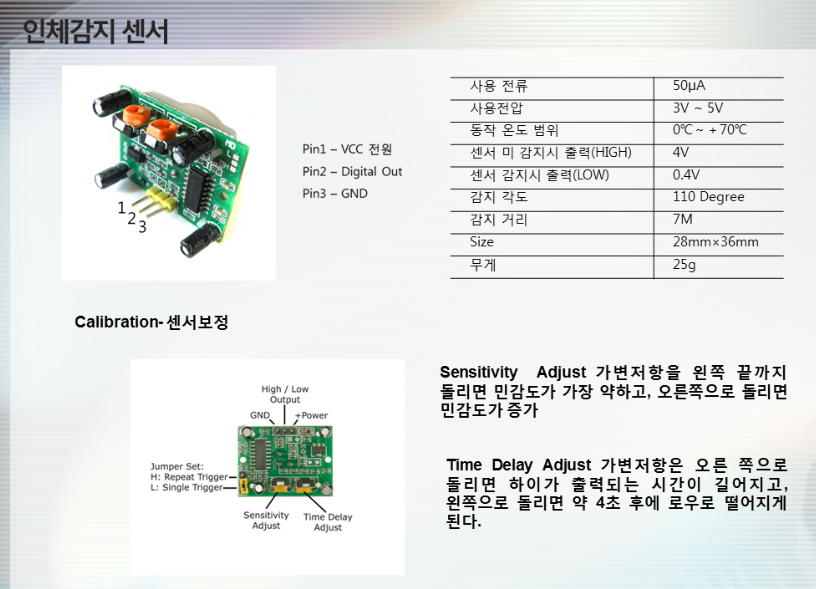 인체감지 센서
1
2
3
Pin1 – VCC 전원
Pin2 – Digital Out
Pin3 – GND
사용 전류 50μA
사용전압 3V ~ 5V
동작 온도 범위 0℃ ~ +70℃
센서 미 감지시 출력(HIGH) 4V
센서 감지시 출력(LOW) 0.4V
감지 각도 110 Degree
감지 거리 7M
Size 28mm×36mm
무게 25g
Calibration-센서보정
High / Low
Output
GND +Power
Jumper Set:
H: Repeat Trigger
L: Single Trigger
Sensitivity
Adjust
Time Delay
Adjust
Sensitivity Adjust 가변저항을 왼쪽 끝까지
돌리면 민감도가 가장 약하고, 오른쪽으로 돌리면
민감도가 증가
Time Delay Adjust 가변저항은 오른 쪽으로
돌리면 하이가 출력되는 시간이 길어지고,
왼쪽으로 돌리면 약 4초 후에 로우로 떨어지게
된다.